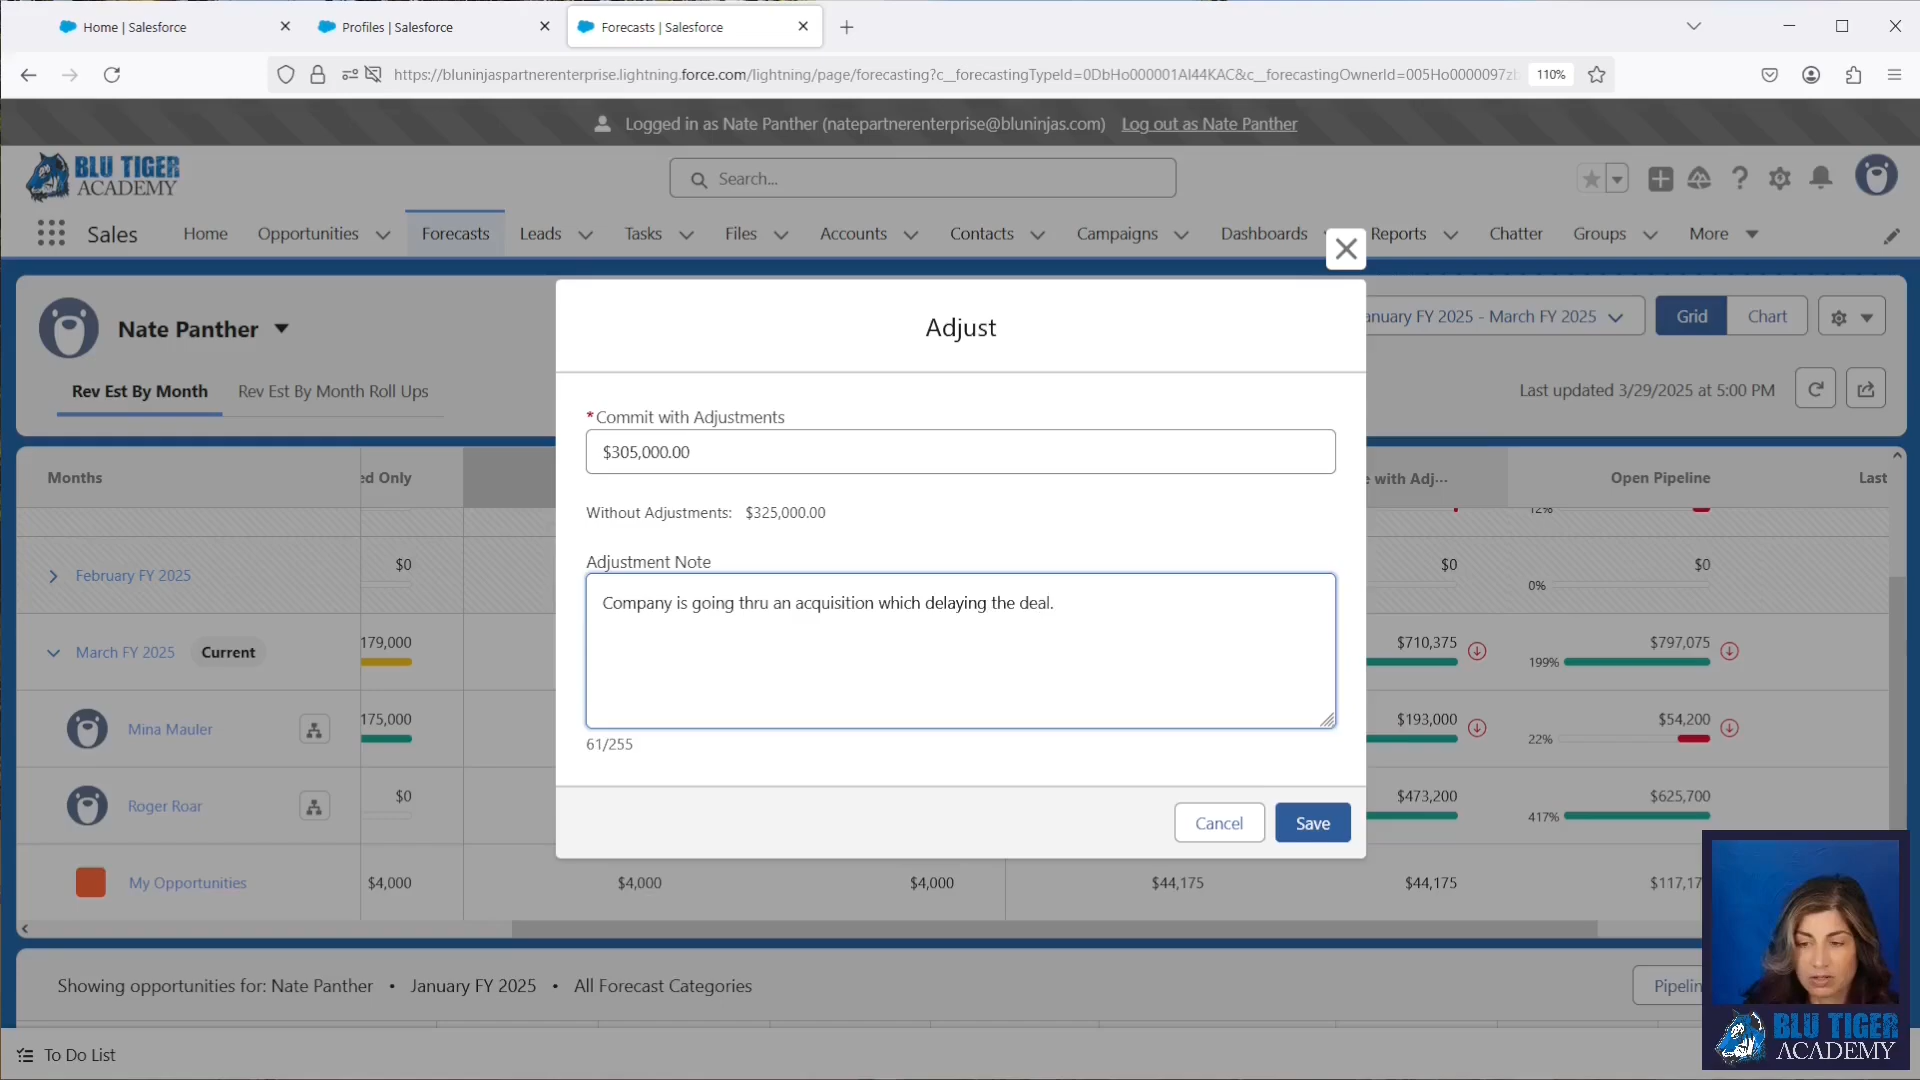 Home | Salesforce
Profiles | Salesforce
Forecasts | Salesforce
https://bluninjaspartnerenterprise.lightning.force.com/lightning/page/forecasting?c__forecastingTypeId=0DbHo000001AI44KAC&c__forecastingOwnerId=005Ho0000097z
110%
Logged in as Nate Panther (natepartnerenterprise@bluninjas.com) Log out as Nate Panther
BLU TIGER
ACADEMY
Search...
Sales Home Opportunities Forecasts Leads Tasks Files Accounts Contacts Campaigns Dashboards Reports Chatter Groups More
Nate Panther
anuary FY 2025 - March FY 2025
Grid Chart
Rev Est By Month Rev Est By Month Roll Ups
Last updated 3/29/2025 at 5:00 PM
Adjust
*Commit with Adjustments
$305,000.00
Without Adjustments: $325,000.00
Adjustment Note
Company is going thru an acquisition which delaying the deal.
61/255
Cancel Save
Months ed Only e with Adj... Open Pipeline Last
12%
February FY 2025 $0 $0 $0
0%
March FY 2025 Current 179,000 $710,375 $797,075
199%
Mina Mauler 175,000 $193,000 $54,200
22%
Roger Roar $0 $473,200 $625,700
417%
My Opportunities $4,000 $4,000 $4,000 $44,175 $44,175 $117,17
Showing opportunities for: Nate Panther • January FY 2025 • All Forecast Categories
Pipelin
To Do List
BLU TIGER
ACADEMY